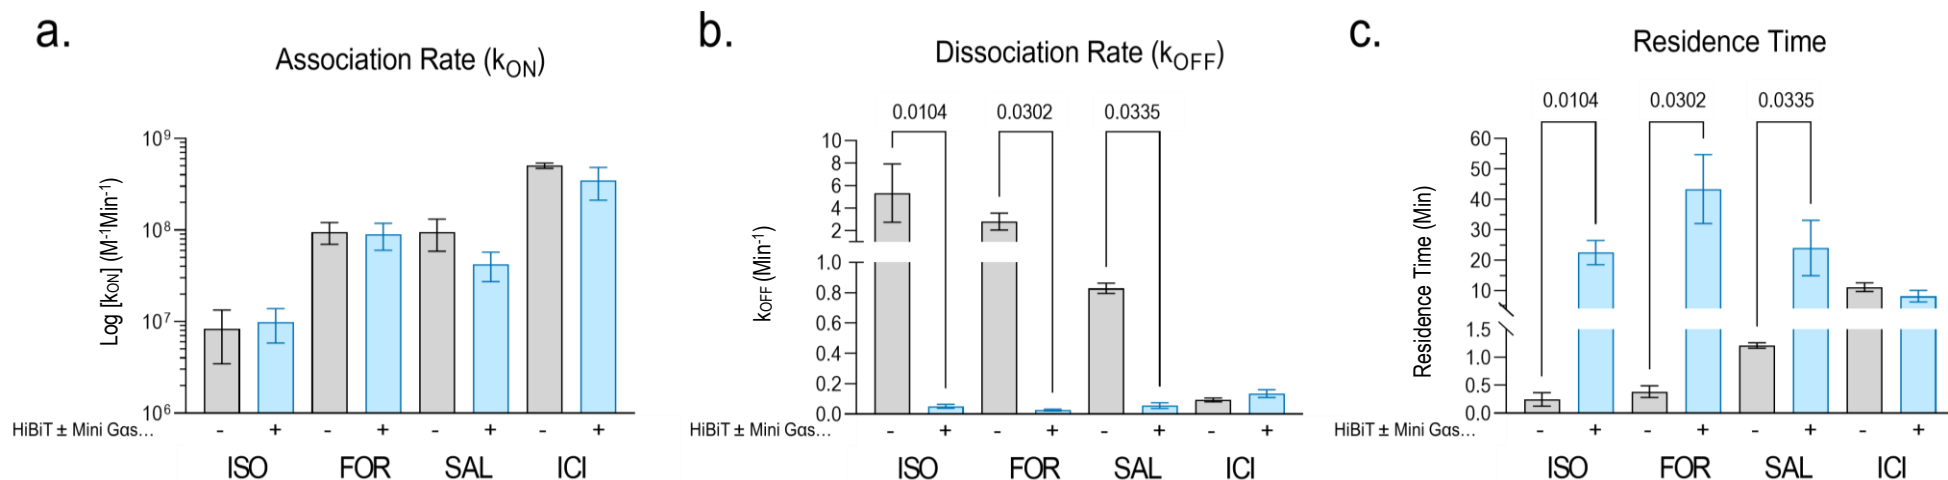 a.
Association Rate (kON)
Log [kON] (M-1Min-1)
10⁹
10⁸
10⁷
10⁶
HiBiT ± Mini Gas...
- + - + - + - +
ISO FOR SAL ICI
b.
Dissociation Rate (kOFF)
0.0104 0.0302 0.0335
kOFF (Min-1)
10
8
6
4
2
1.0
0.8
0.6
0.4
0.2
0.0
HiBiT ± Mini Gas...
- + - + - + - +
ISO FOR SAL ICI
c.
Residence Time
0.0104 0.0302 0.0335
Residence Time (Min)
60
50
40
30
20
10
1.5
1.0
0.5
0.0
HiBiT ± Mini Gas...
- + - + - + - +
ISO FOR SAL ICI